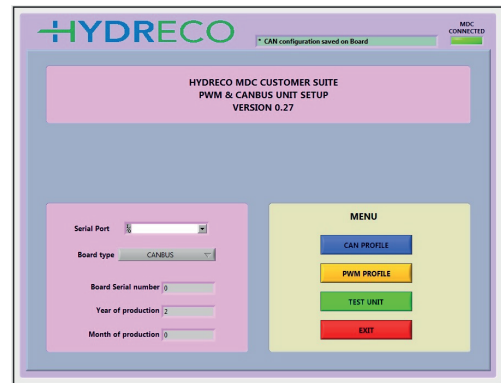 HYDRECO
* CAN configuration saved on Board
MDC
CONNECTED
HYDRECO MDC CUSTOMER SUITE
PWM & CANBUS UNIT SETUP
VERSION 0.27
Serial Port
Board type CANBUS
Board Serial number 0
Year of production 2
Month of production 0
MENU
CAN PROFILE
PWM PROFILE
TEST UNIT
EXIT